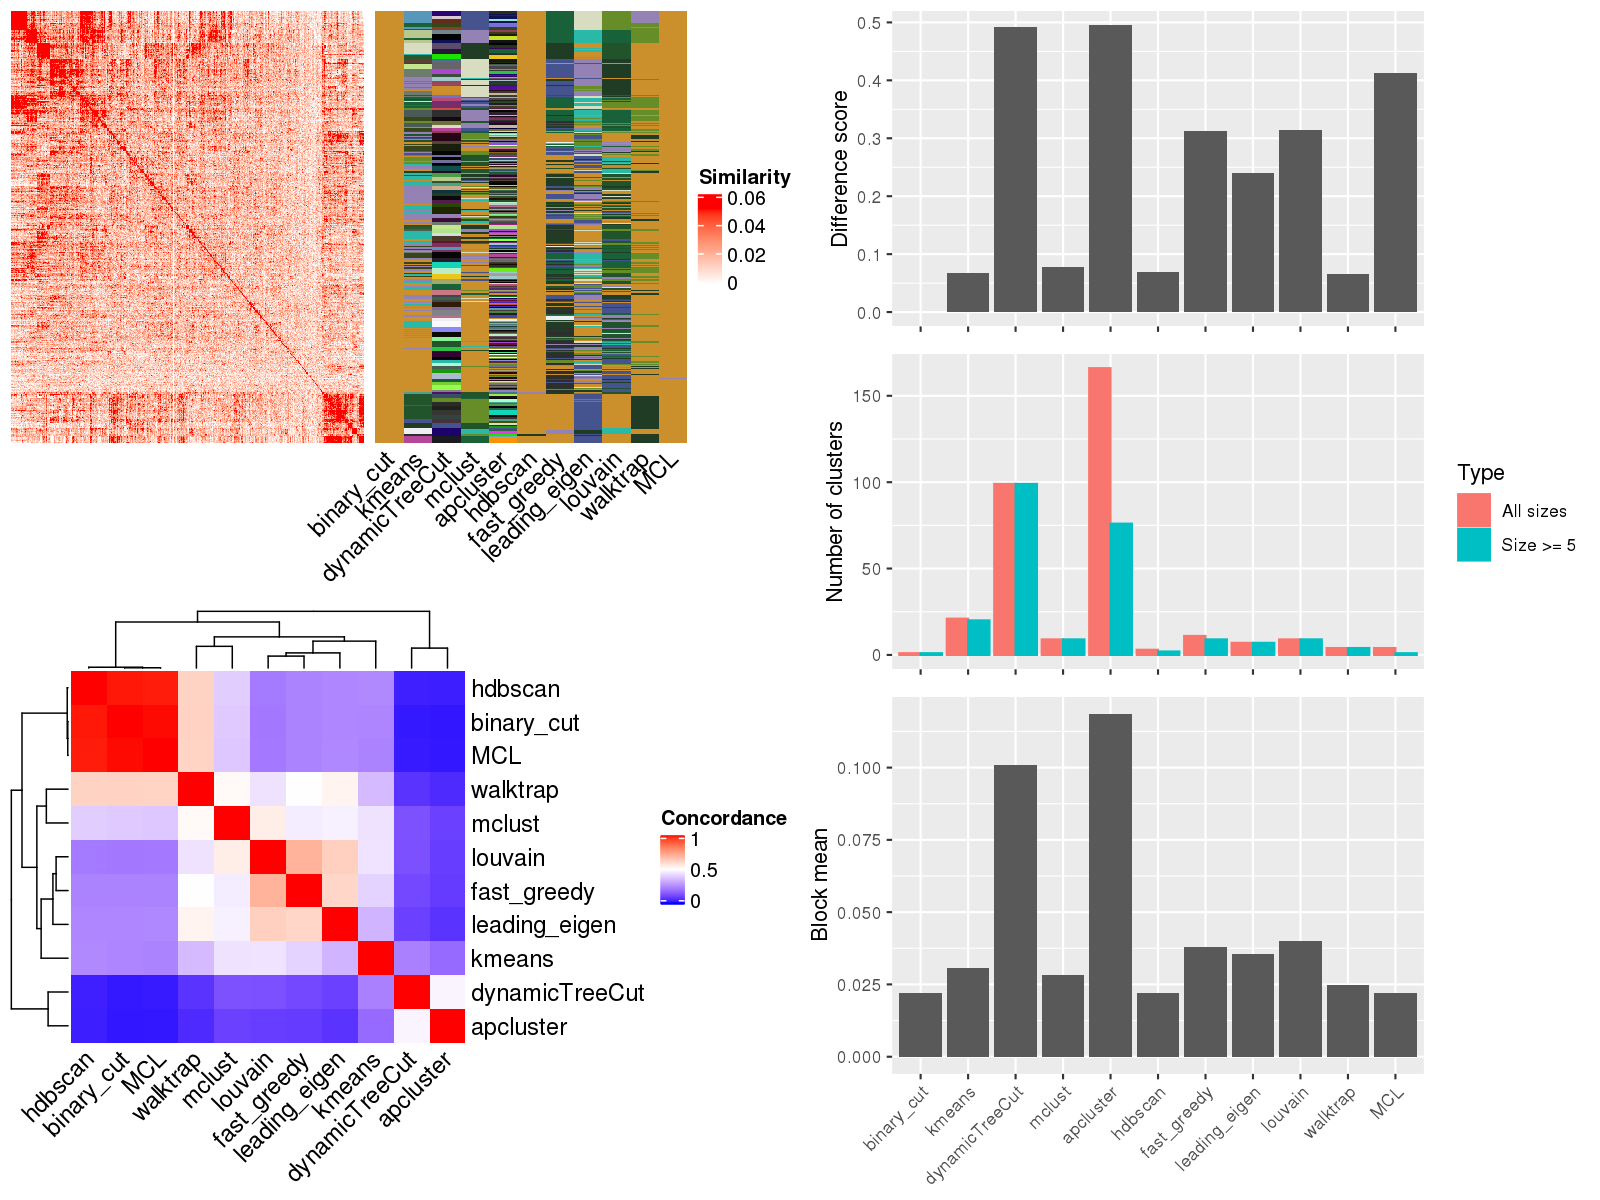 Similarity
0.06
0.04
0.02
0
binary_cut
kmeans
dynamicTreeCut
mclust
apcluster
hdbscan
fast_greedy
leading_eigen
louvain
walktrap
MCL
hdbscan
binary_cut
MCL
walktrap
mclust
louvain
fast_greedy
leading_eigen
kmeans
dynamicTreeCut
apcluster
Concordance
1
0.5
0
hdbscan
binary_cut
MCL
walktrap
mclust
louvain
fast_greedy
leading_eigen
kmeans
dynamicTreeCut
apcluster
Difference score
0.5
0.4
0.3
0.2
0.1
0.0
Number of clusters
150
100
50
0
Type
All sizes
Size >= 5
Block mean
0.100
0.075
0.050
0.025
0.000
binary_cut
kmeans
dynamicTreeCut
mclust
apcluster
hdbscan
fast_greedy
leading_eigen
louvain
walktrap
MCL